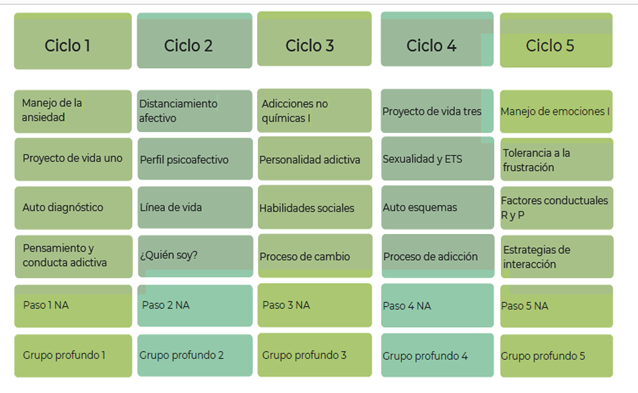 Ciclo 1
Ciclo 2
Ciclo 3
Ciclo 4
Ciclo 5
Manejo de la
ansiedad
Distanciamiento
afectivo
Adicciones no
químicas I
Proyecto de vida tres
Manejo de emociones I
Proyecto de vida uno
Perfil psicoafectivo
Personalidad adictiva
Sexualidad y ETS
Tolerancia a la
frustración
Auto diagnóstico
Línea de vida
Habilidades sociales
Auto esquemas
Factores conductuales
R y P
Pensamiento y
conducta adictiva
¿Quién soy?
Proceso de cambio
Proceso de adicción
Estrategias de
interacción
Paso 1 NA
Paso 2 NA
Paso 3 NA
Paso 4 NA
Paso 5 NA
Grupo profundo 1
Grupo profundo 2
Grupo profundo 3
Grupo profundo 4
Grupo profundo 5